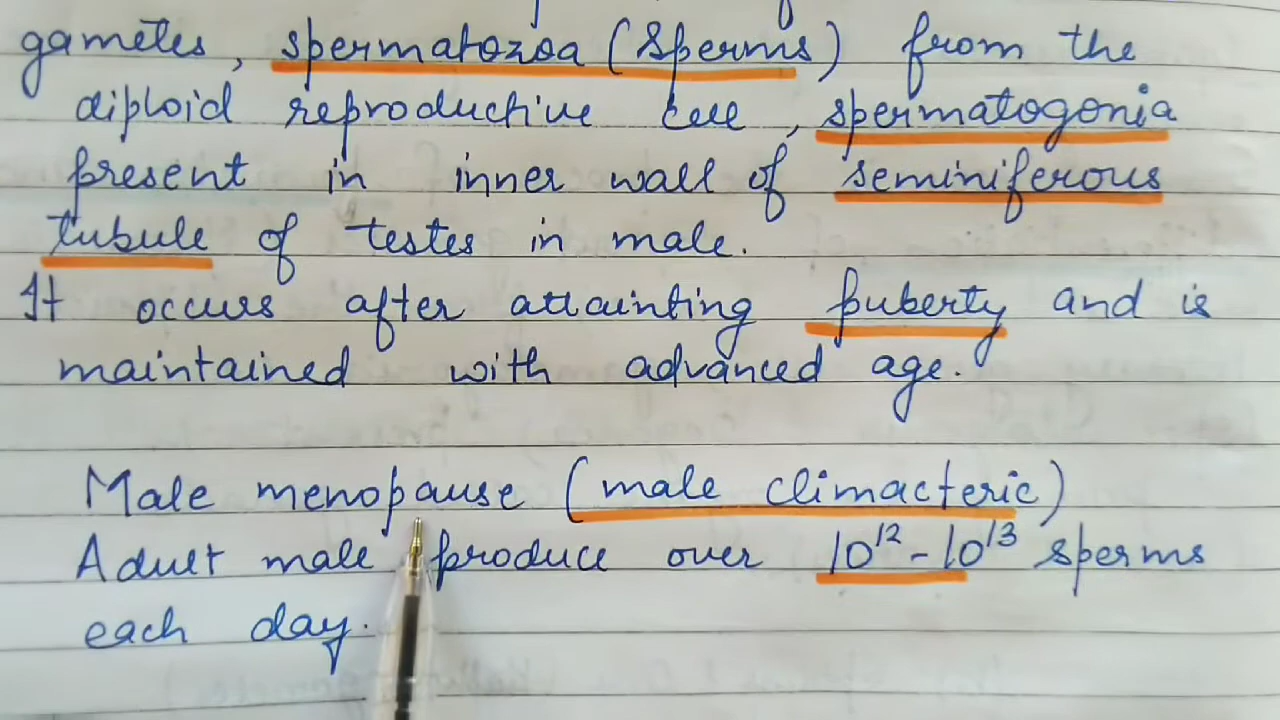 gametes, spermatozoa (Sperms) from the
diploid reproductive cell, spermatogonia
present in inner wall of seminiferous
tubule of testes in male.
It occurs after attainting puberty and is
maintained with advanced age.
Male menopause (male climacteric)
Adult male produce over 10¹² - 10¹³ sperms
each day.